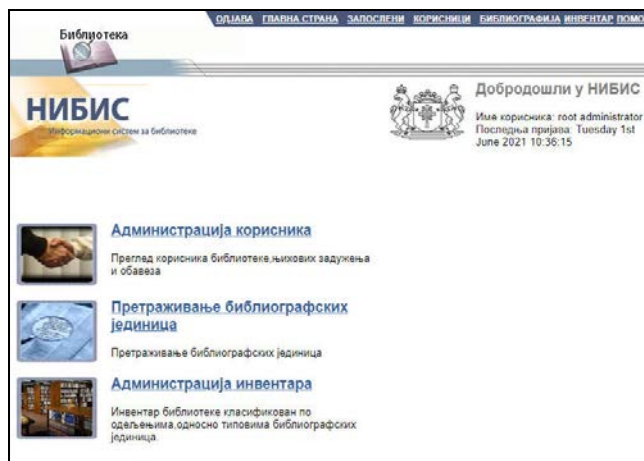 ОДЈАВА ГЛАВНА СТРАНА ЗАПОСЛЕНИ КОРИСНИЦИ БИБЛИОГРАФИЈА ИНВЕНТАР ПОМО
Библиотека
НИБИС
Информациони систем за библиотеке
Добродошли у НИБИС
Име корисника: root administrator
Последња пријава: Tuesday 1st
June 2021 10:36:15
Администрација корисника
Преглед корисника библиотеке,њихових задужења
и обавеза
Претраживање библиографских
јединица
Претраживање библиографских јединица
Администрација инвентара
Инвентар библиотеке класификован по
одељењима,односно типовима библиографских
јединица.